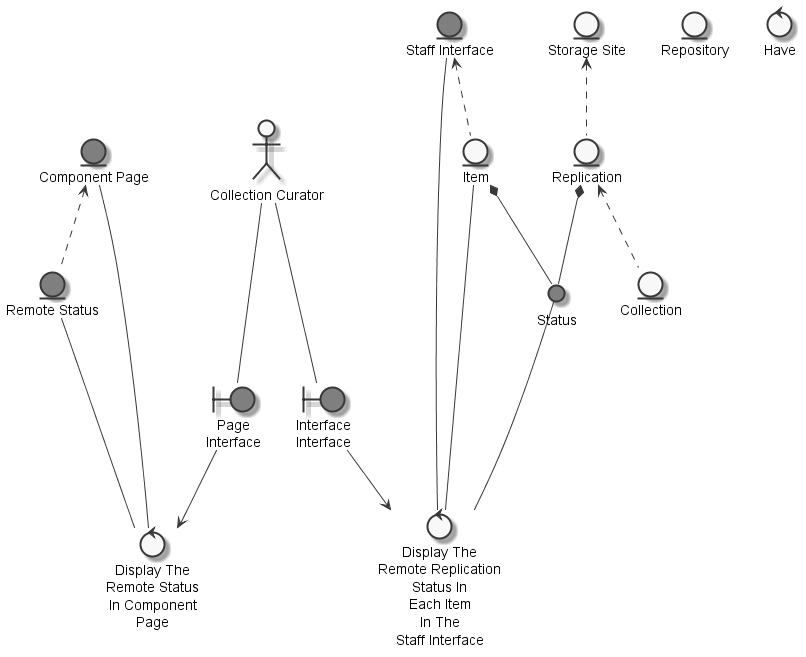 Staff Interface
Storage Site
Repository
Have
Component Page
Collection Curator
Item
Replication
Remote Status
Status
Collection
Page
Interface
Interface
Interface
Display The
Remote Status
In Component
Page
Display The
Remote Replication
Status In
Each Item
In The
Staff Interface